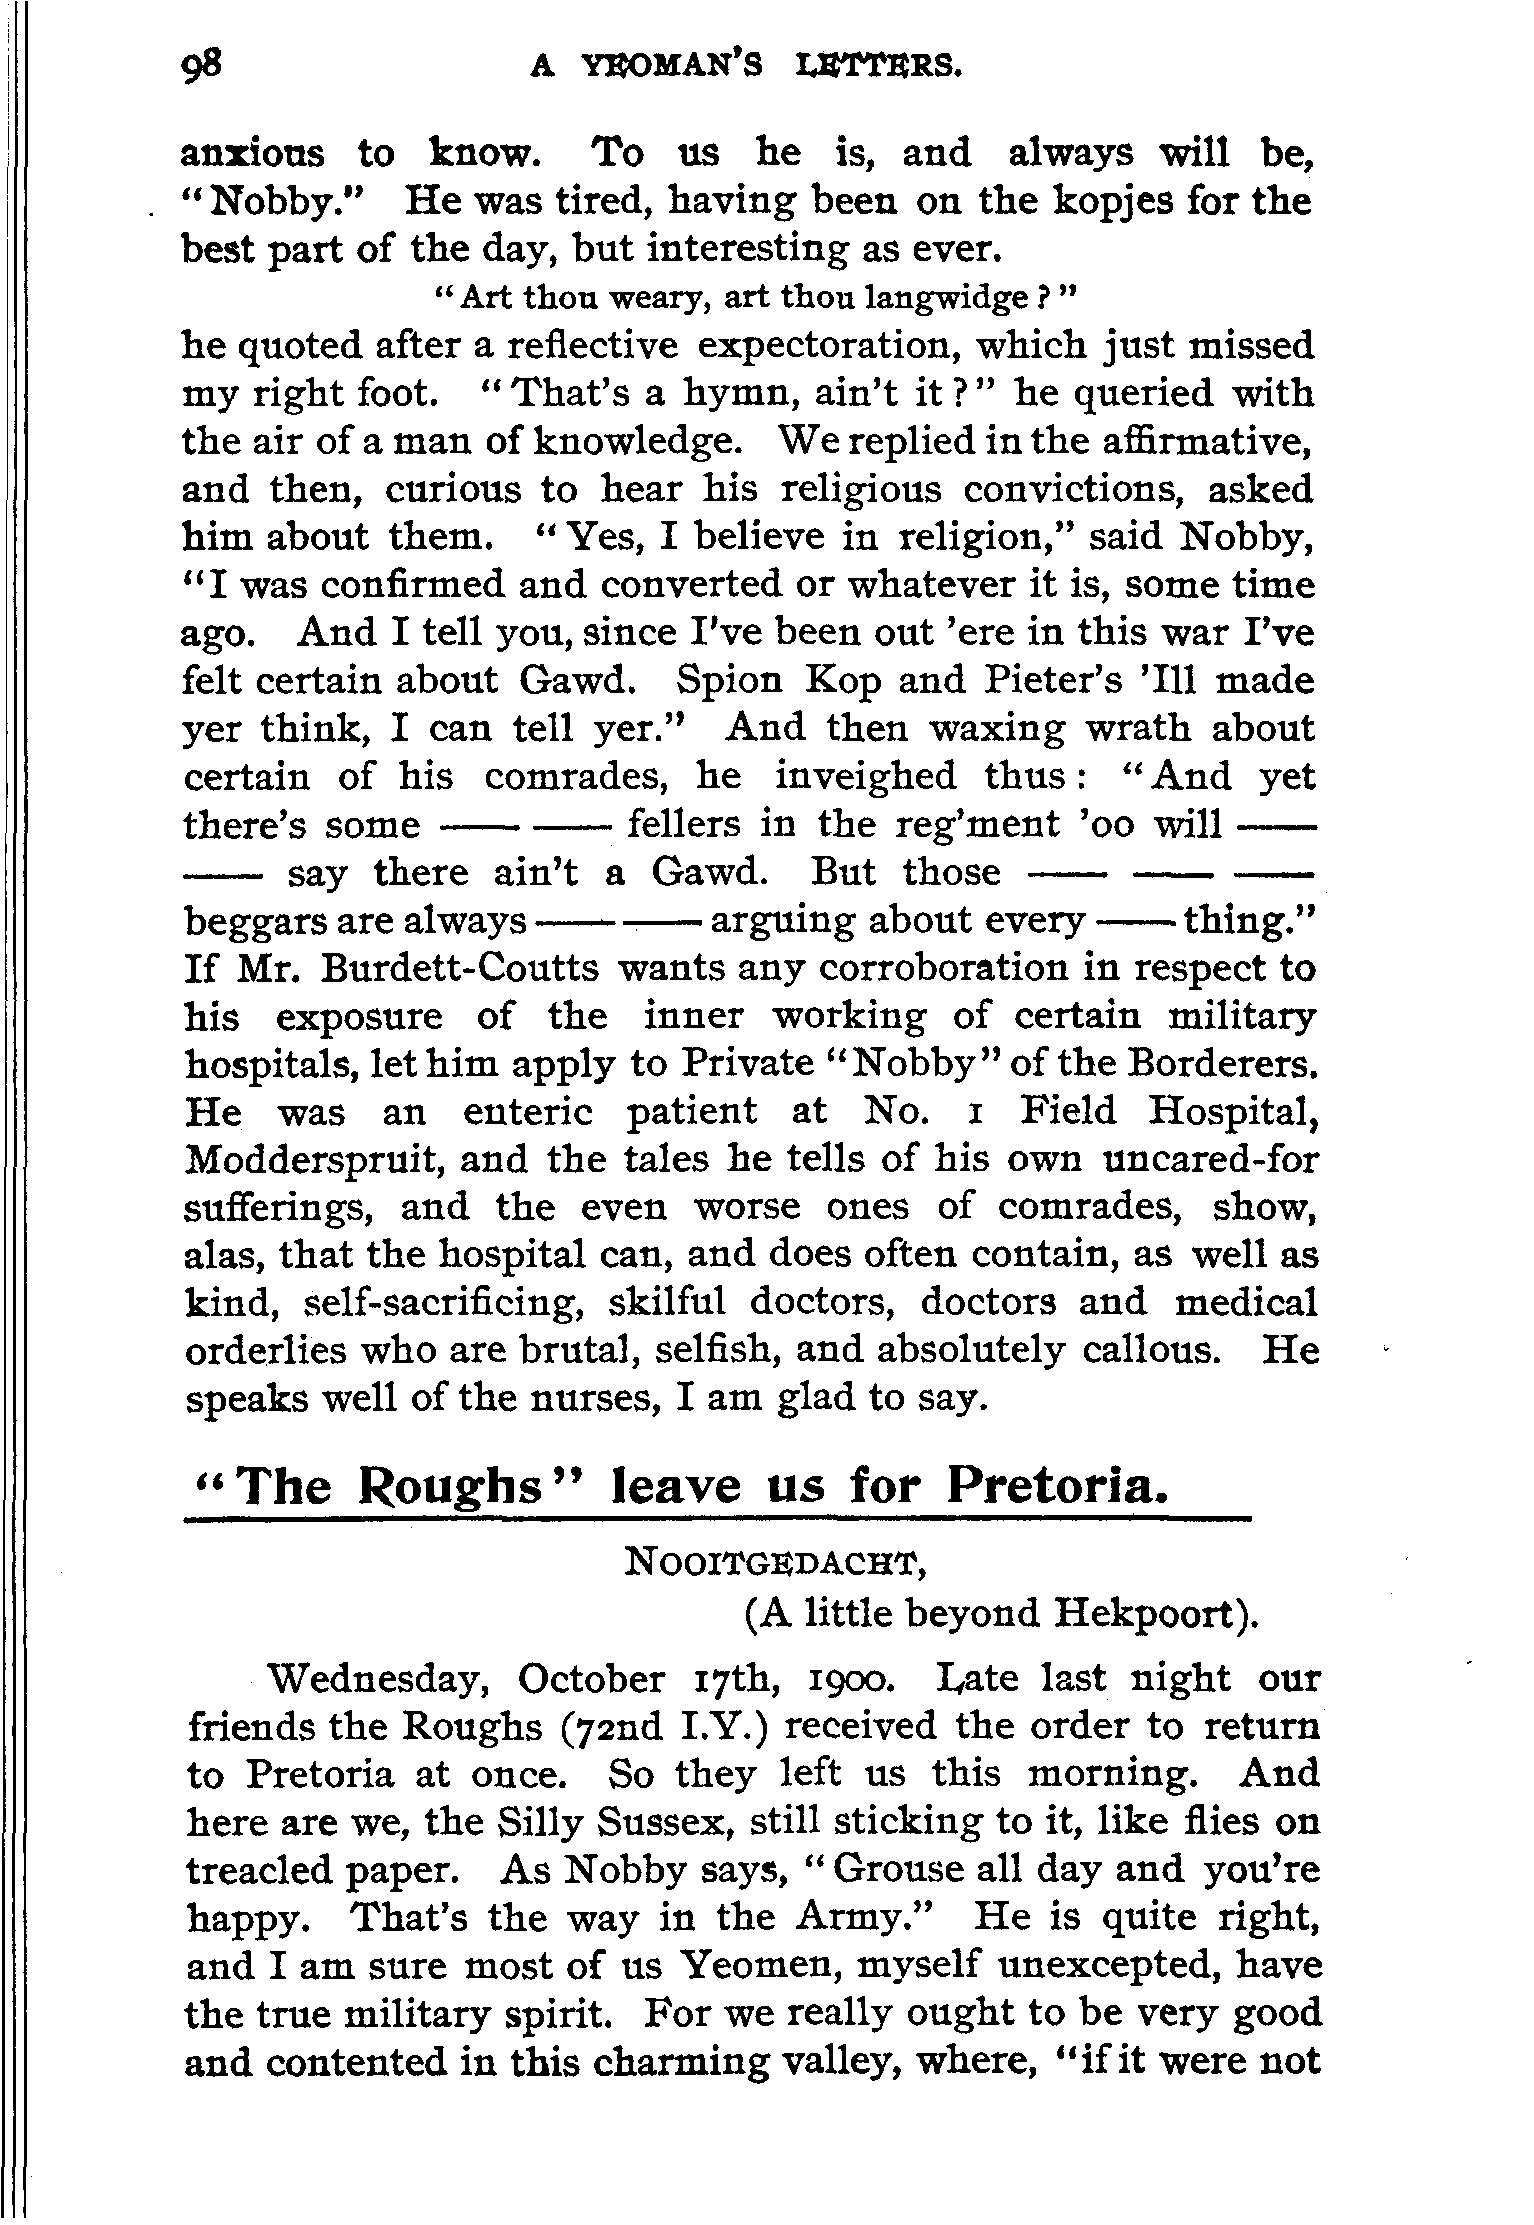 98 A YEOMAN'S LETTERS.
anxious to know. To us he is, and always will be,
"Nobby." He was tired, having been on the kopjes for the
best part of the day, but interesting as ever.
"Art thou weary, art thou langwidge?"
he quoted after a reflective expectoration, which just missed
my right foot. "That's a hymn, ain't it?" he queried with
the air of a man of knowledge. We replied in the affirmative,
and then, curious to hear his religious convictions, asked
him about them. "Yes, I believe in religion," said Nobby,
"I was confirmed and converted or whatever it is, some time
ago. And I tell you, since I've been out 'ere in this war I've
felt certain about Gawd. Spion Kop and Pieter's 'Ill made
yer think, I can tell yer." And then waxing wrath about
certain of his comrades, he inveighed thus: "And yet
there's some —— —— fellers in the reg'ment 'oo will ——
—— say there ain't a Gawd. But those —— —— ——
beggars are always —— —— arguing about every —— thing."
If Mr. Burdett-Coutts wants any corroboration in respect to
his exposure of the inner working of certain military
hospitals, let him apply to Private "Nobby" of the Borderers.
He was an enteric patient at No. 1 Field Hospital,
Modderspruit, and the tales he tells of his own uncared-for
sufferings, and the even worse ones of comrades, show,
alas, that the hospital can, and does often contain, as well as
kind, self-sacrificing, skilful doctors, doctors and medical
orderlies who are brutal, selfish, and absolutely callous. He
speaks well of the nurses, I am glad to say.
"The Roughs" leave us for Pretoria.
NOOITGEDACHT,
(A little beyond Hekpoort).
Wednesday, October 17th, 1900. Late last night our
friends the Roughs (72nd I.Y.) received the order to return
to Pretoria at once. So they left us this morning. And
here are we, the Silly Sussex, still sticking to it, like flies on
treacled paper. As Nobby says, "Grouse all day and you're
happy. That's the way in the Army." He is quite right,
and I am sure most of us Yeomen, myself unexcepted, have
the true military spirit. For we really ought to be very good
and contented in this charming valley, where, "if it were not